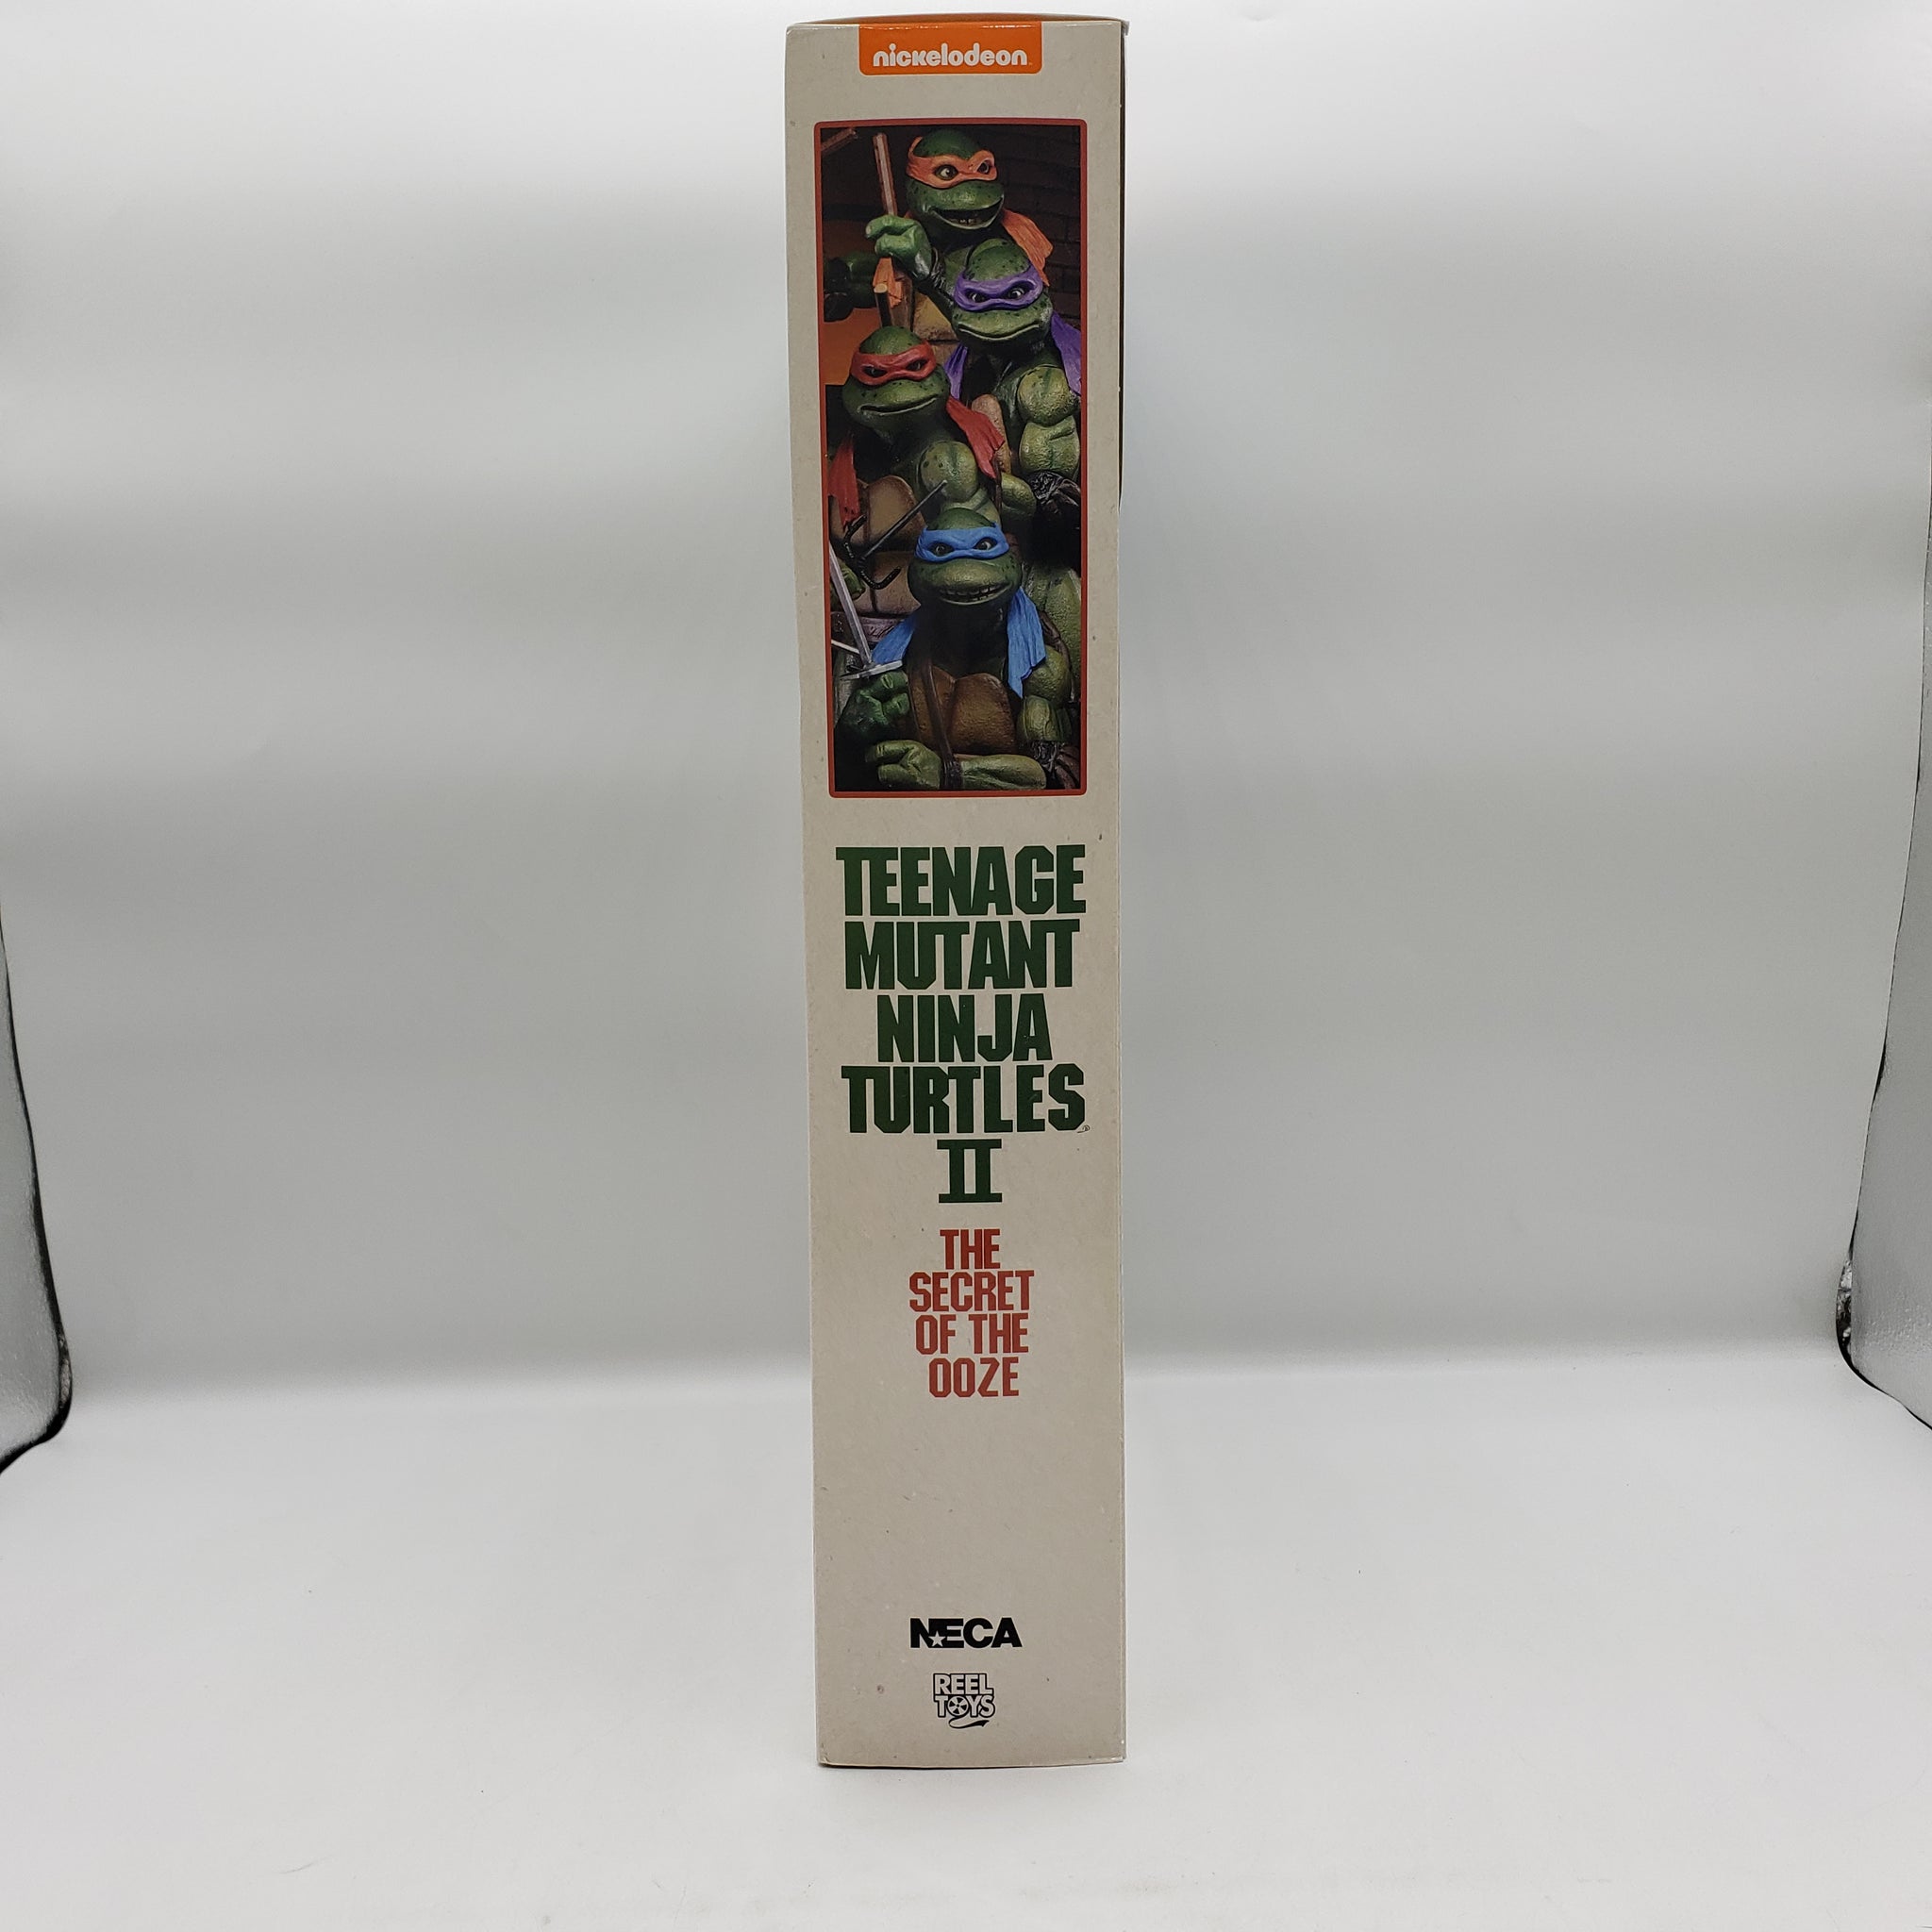 nickelodeon
TEENAGE
MUTANT
NINJA
TURTLES
II
THE
SECRET
OF THE
OOZE
NECA
REEL
TOYS